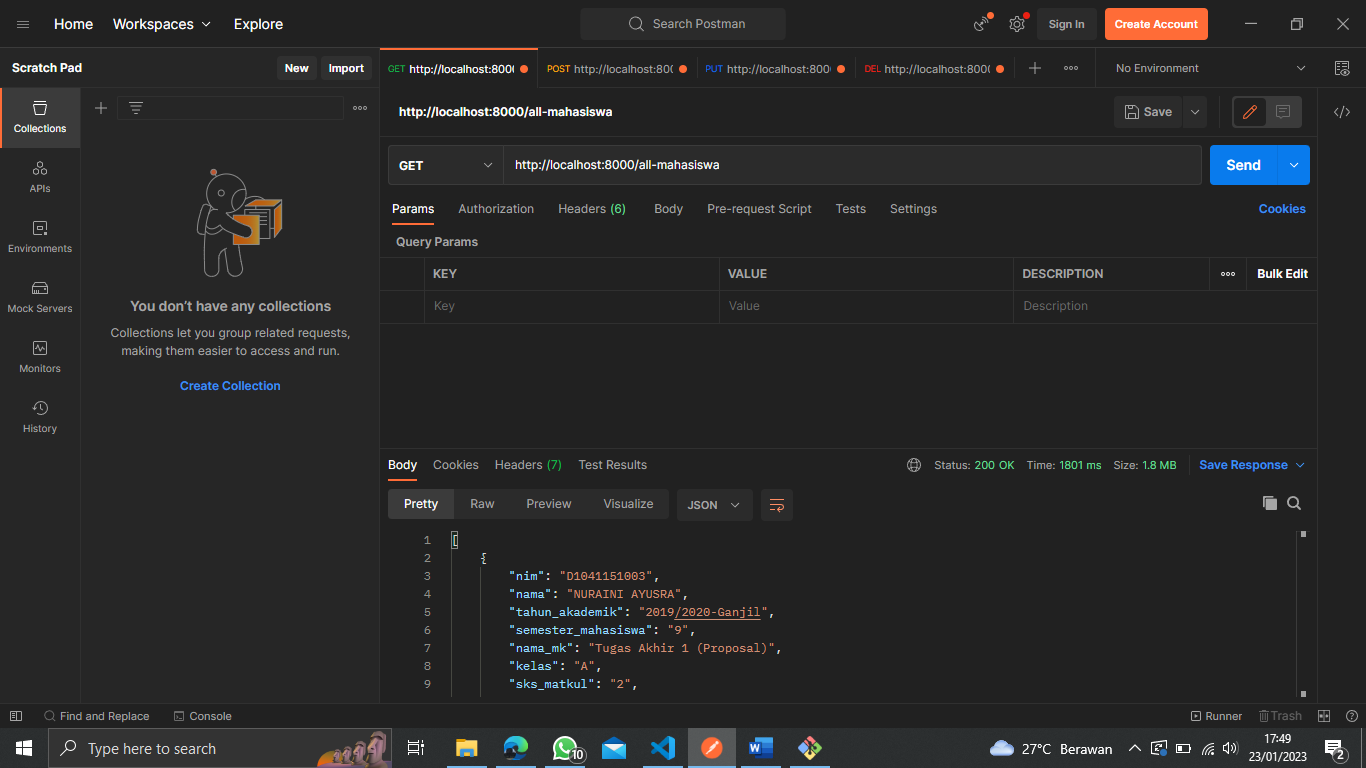 Home Workspaces Explore Search Postman Sign In Create Account
Scratch Pad New Import GET http://localhost:8000 POST http://localhost:800 PUT http://localhost:8000 DEL http://localhost:8000 No Environment
Collections
APIs
Environments
Mock Servers
Monitors
History
You don't have any collections
Collections let you group related requests,
making them easier to access and run.
Create Collection
http://localhost:8000/all-mahasiswa Save
GET http://localhost:8000/all-mahasiswa Send
Params Authorization Headers (6) Body Pre-request Script Tests Settings Cookies
Query Params
KEY VALUE DESCRIPTION Bulk Edit
Key Value Description
Body Cookies Headers (7) Test Results Status: 200 OK Time: 1801 ms Size: 1.8 MB Save Response
Pretty Raw Preview Visualize JSON
1 [
2 {
3 "nim": "D1041151003",
4 "nama": "NURAINI AYUSRA",
5 "tahun_akademik": "2019/2020-Ganjil",
6 "semester_mahasiswa": "9",
7 "nama_mk": "Tugas Akhir 1 (Proposal)",
8 "kelas": "A",
9 "sks_matkul": "2",
Find and Replace Console Runner Trash
Type here to search 10 27°C Berawan 17:49
23/01/2023 2